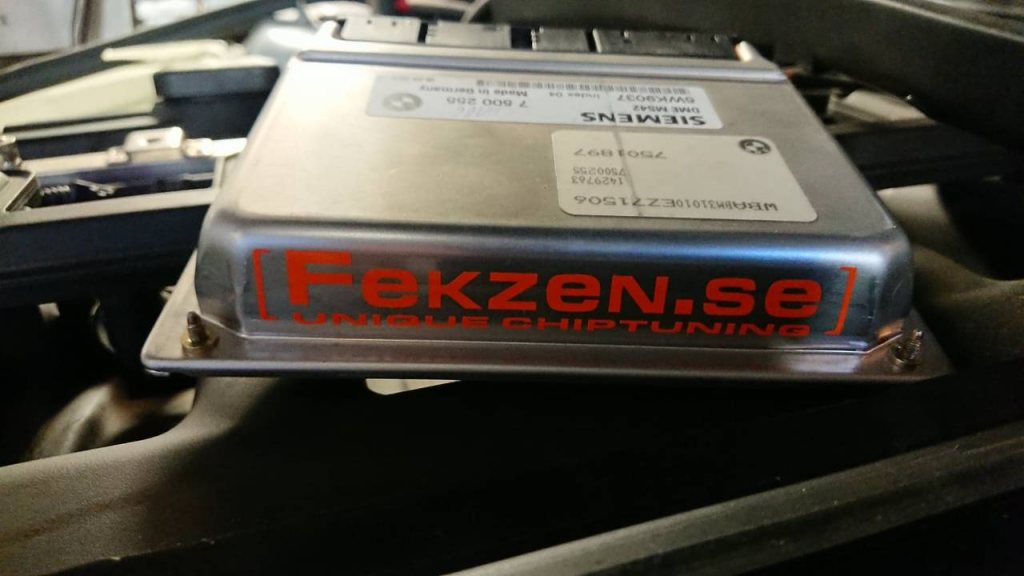 SIEMENS
DME MS42
5WK9037
Index 04
7 500 255
Made in Germany
WBABM31010EZ71506
1429763
7500255
7501897
[FEKZEN.SE]
UNIQUE CHIPTUNING